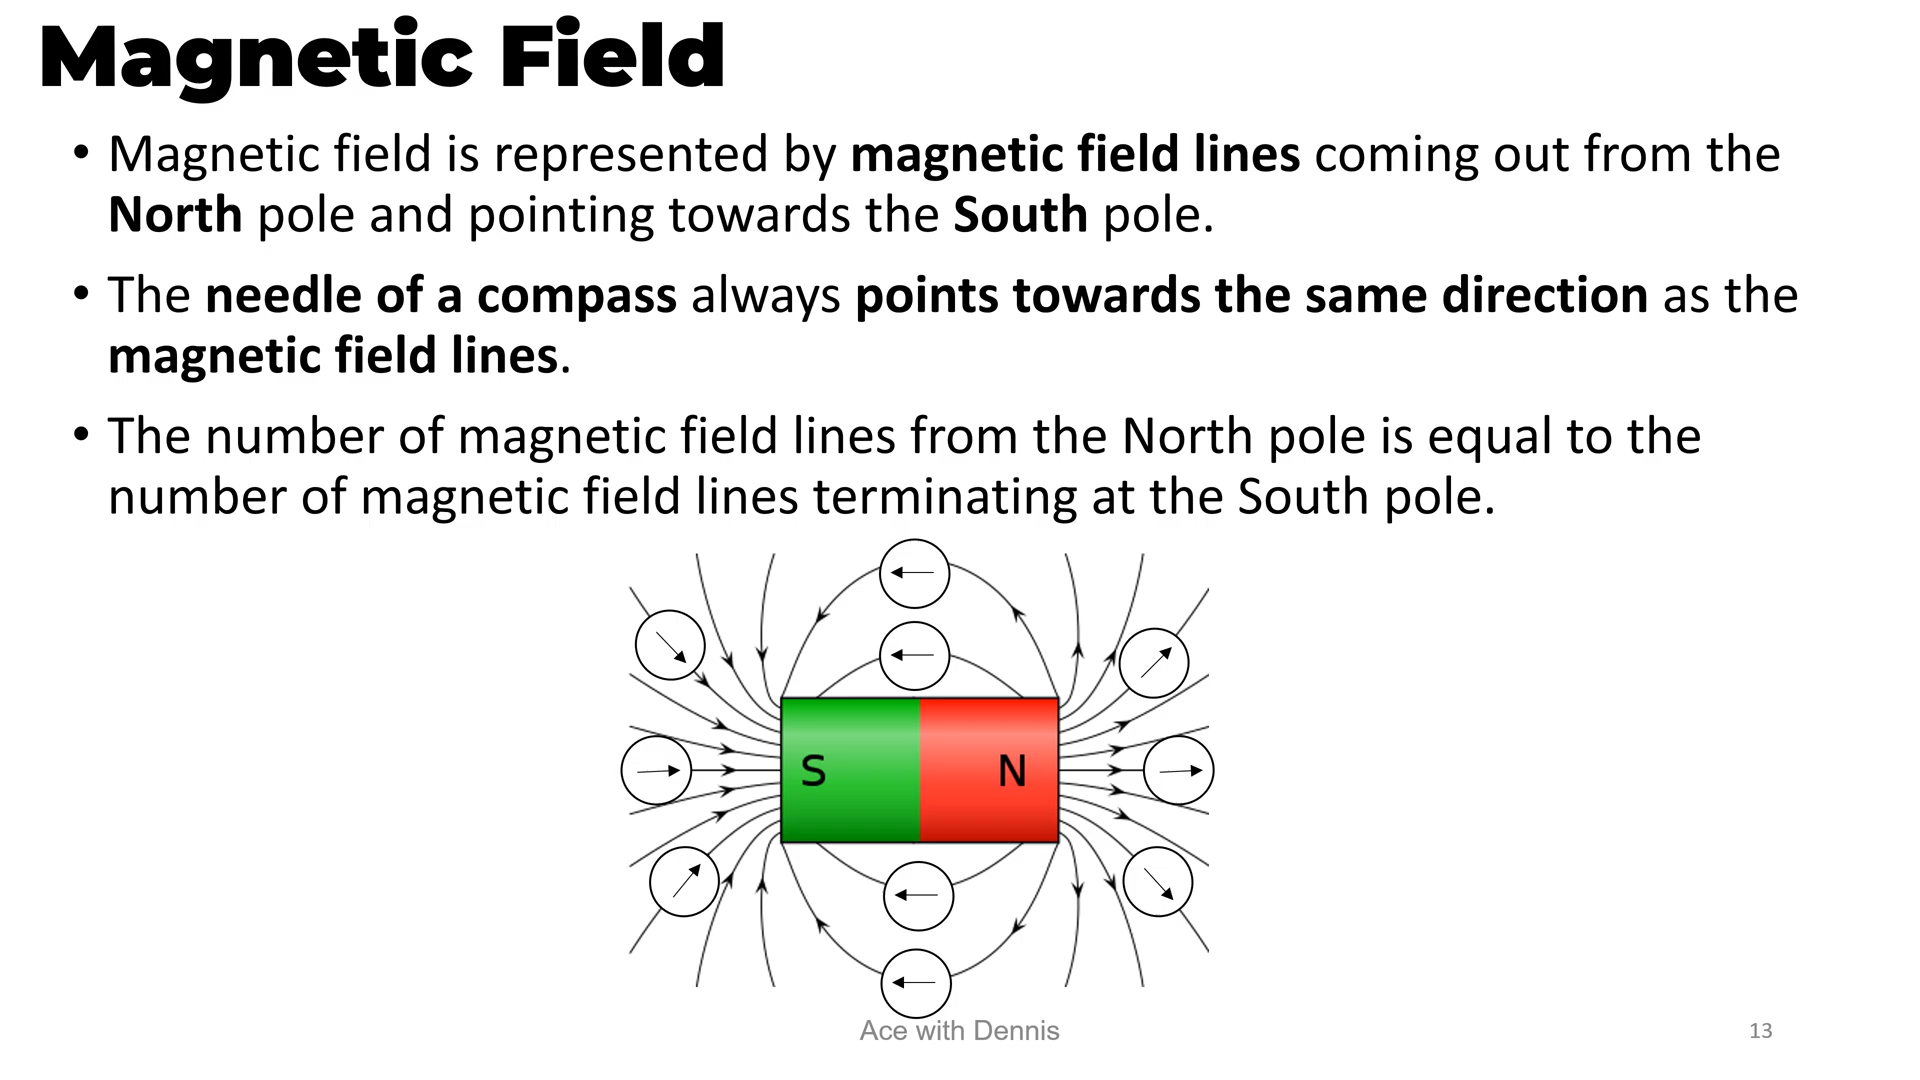 Magnetic Field
• Magnetic field is represented by magnetic field lines coming out from the
North pole and pointing towards the South pole.
• The needle of a compass always points towards the same direction as the
magnetic field lines.
• The number of magnetic field lines from the North pole is equal to the
number of magnetic field lines terminating at the South pole.
S N
Ace with Dennis
13